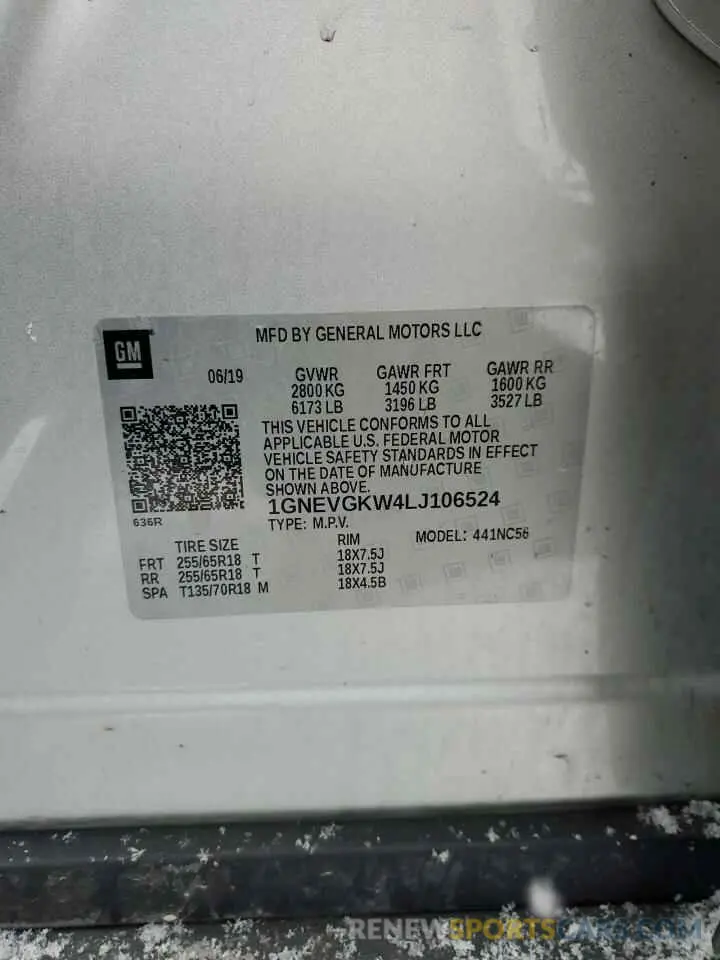 GM
MFD BY GENERAL MOTORS LLC
06/19 GVWR GAWR FRT GAWR RR
2800 KG 1450 KG 1600 KG
6173 LB 3196 LB 3527 LB
THIS VEHICLE CONFORMS TO ALL
APPLICABLE U.S. FEDERAL MOTOR
VEHICLE SAFETY STANDARDS IN EFFECT
ON THE DATE OF MANUFACTURE
SHOWN ABOVE.
1GNEVGKW4LJ106524
636R
TYPE: M.P.V. MODEL: 441NC56
TIRE SIZE RIM
FRT 255/65R18 T 18X7.5J
RR 255/65R18 T 18X7.5J
SPA T135/70R18 M 18X4.5B
RENEWSPORTSCARS.COM